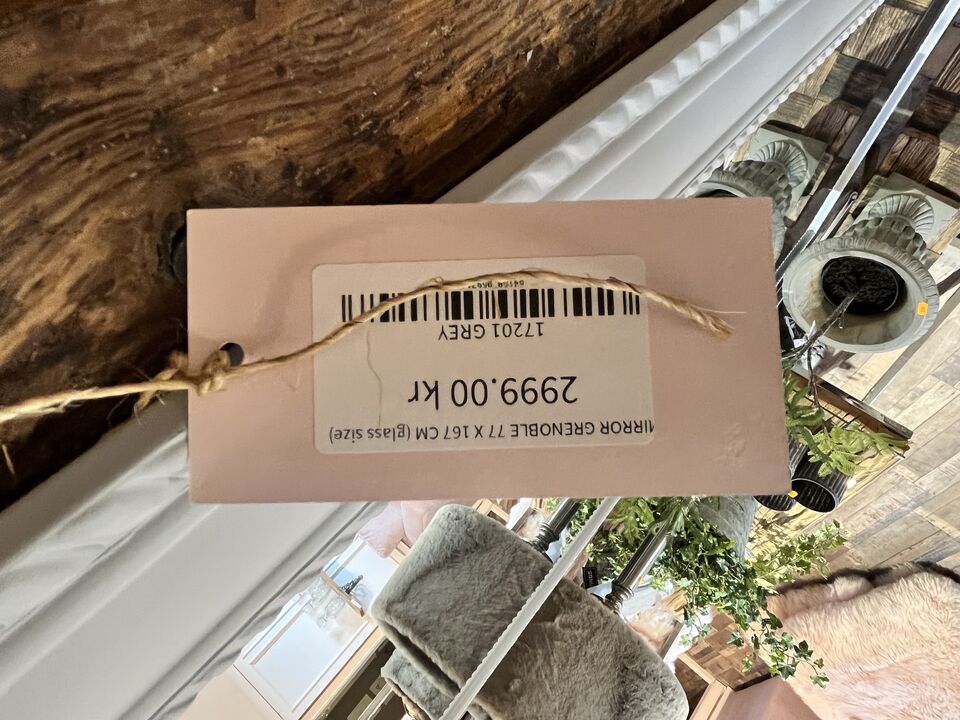 MIRROR GRENOBLE 77 X 167 CM (glass size)
2999.00 kr
17201 GREY